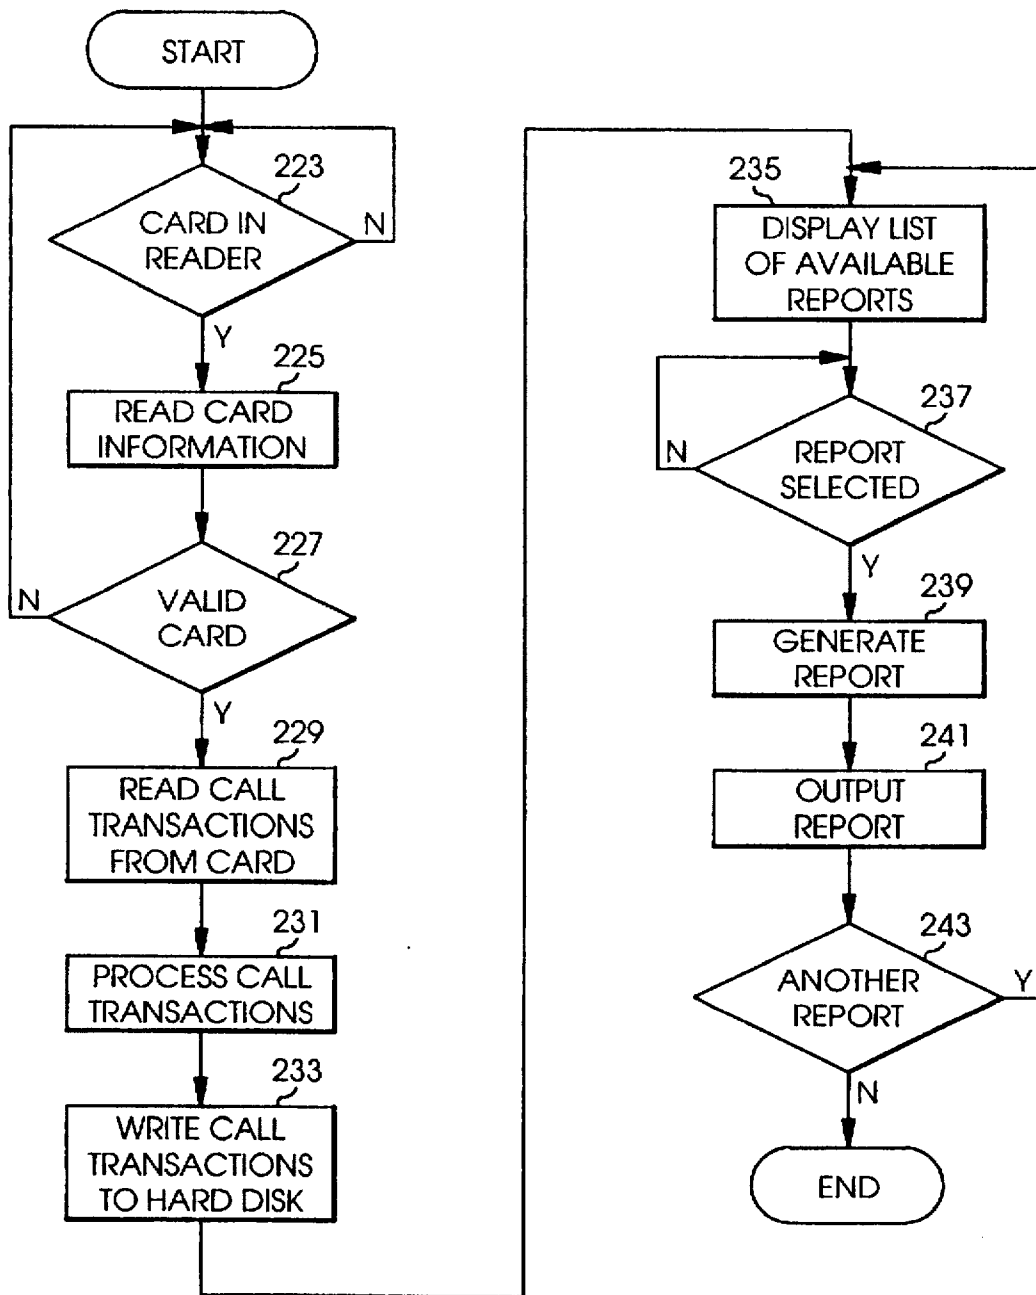 START
223
CARD IN
READER
N
Y
225
READ CARD
INFORMATION
227
N
VALID
CARD
Y
229
READ CALL
TRANSACTIONS
FROM CARD
231
PROCESS CALL
TRANSACTIONS
233
WRITE CALL
TRANSACTIONS
TO HARD DISK
235
DISPLAY LIST
OF AVAILABLE
REPORTS
237
N
REPORT
SELECTED
Y
239
GENERATE
REPORT
241
OUTPUT
REPORT
243
ANOTHER
REPORT
Y
N
END